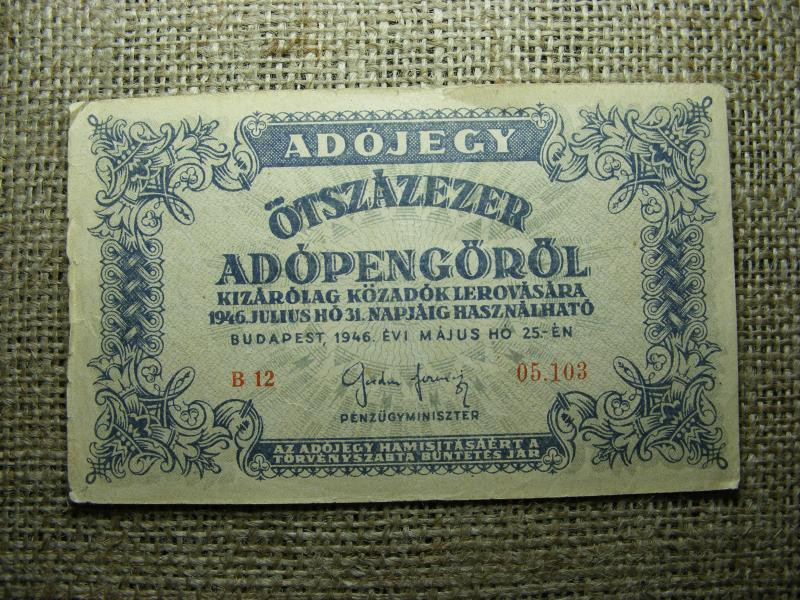 ADÓJEGY
ÖTSZÁZEZER
ADÓPENGŐRŐL
KIZÁRÓLAG KÖZADÓK LEROVÁSÁRA
1946. JULIUS HÓ 31. NAPJÁIG HASZNÁLHATÓ
BUDAPEST, 1946. ÉVI MÁJUS HÓ 25.-ÉN
B 12
05.103
PÉNZÜGYMINISZTER
AZ ADÓJEGY HAMISITÁSAÉRT A
TÖRVÉNYSZABTA BÜNTETÉS JÁR